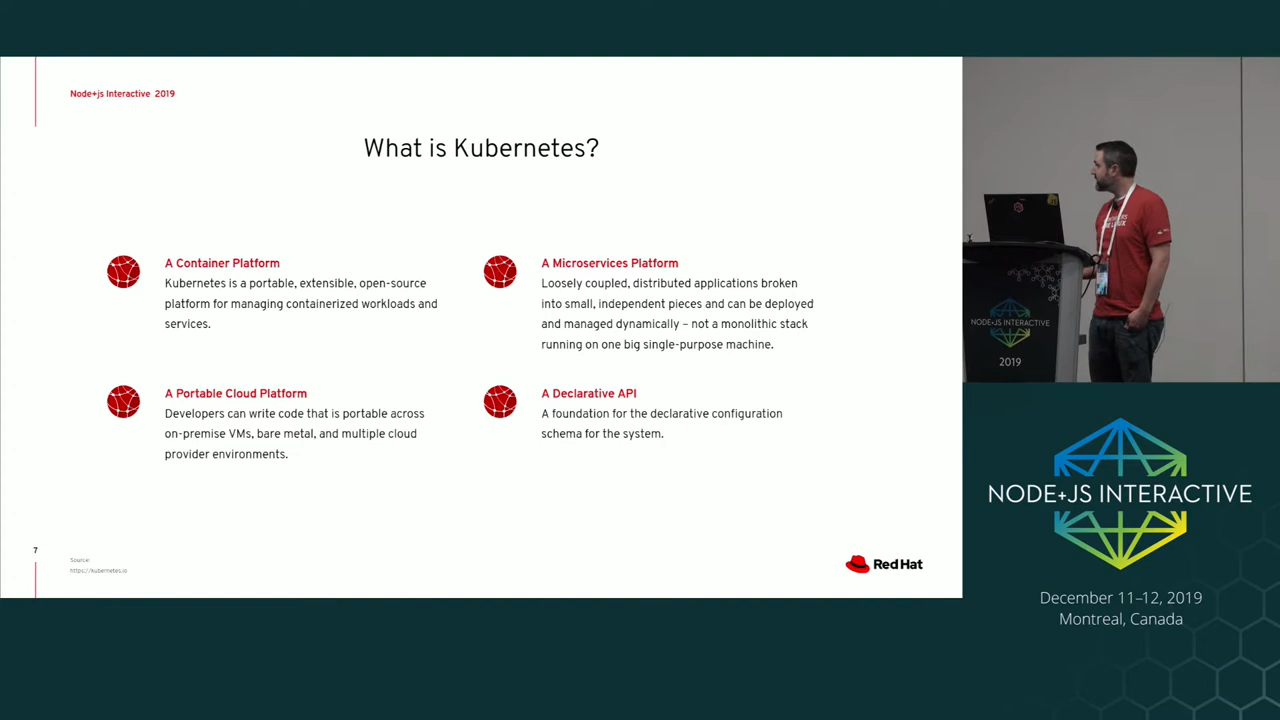 Node+js Interactive 2019
What is Kubernetes?
A Container Platform
Kubernetes is a portable, extensible, open-source
platform for managing containerized workloads and
services.
A Microservices Platform
Loosely coupled, distributed applications broken
into small, independent pieces and can be deployed
and managed dynamically – not a monolithic stack
running on one big single-purpose machine.
A Portable Cloud Platform
Developers can write code that is portable across
on-premise VMs, bare metal, and multiple cloud
provider environments.
A Declarative API
A foundation for the declarative configuration
schema for the system.
7
Source:
https://kubernetes.io
Red Hat
NODE+JS INTERACTIVE
2019
NODE+JS INTERACTIVE
December 11–12, 2019
Montreal, Canada